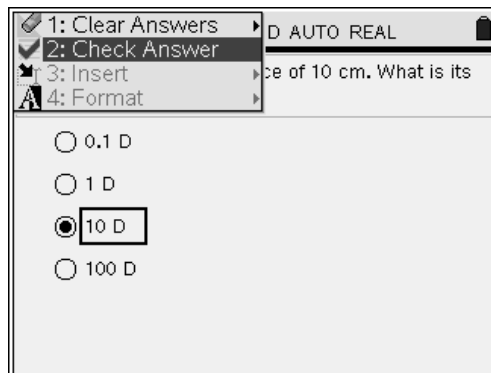 1: Clear Answers
D AUTO REAL
2: Check Answer
3: Insert
ce of 10 cm. What is its
A 4: Format
0.1 D
1 D
10 D
100 D